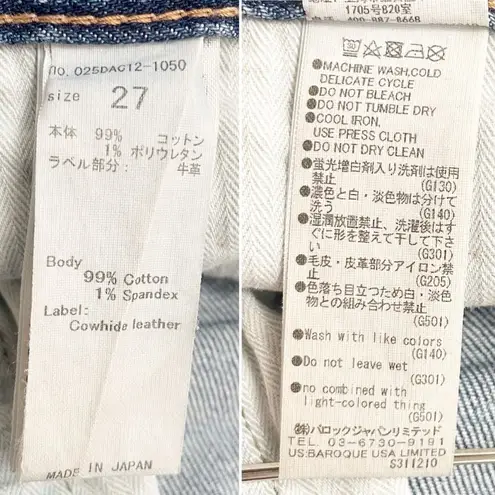 no. 025DAC12-1050
size 27
本体 99% コットン
1% ポリウレタン
ラベル部分: 牛革
Body
99% Cotton
1% Spandex
Label:
Cowhide leather
MADE IN JAPAN
1705号820室
400-887-8668
●MACHINE WASH,COLD
DELICATE CYCLE
●DO NOT BLEACH
●DO NOT TUMBLE DRY
●COOL IRON,
USE PRESS CLOTH
●DO NOT DRY CLEAN
●蛍光増白剤入り洗剤は使用
禁止
(G130)
●濃色と白・淡色物は分けて
洗う
(G140)
●湿潤放置禁止、洗濯後はす
ぐに形を整えて干して下さ
い
(G301)
●毛皮・皮革部分アイロン禁
止
(G205)
●色落ち目立つため白・淡色
物との組み合わせ禁止
(G501)
●Wash with like colors
(G140)
●Do not leave wet
(G301)
●no combined with
light-colored thing
(G501)
㈱バロックジャパンリミテッド
TEL 03-6730-9191
US:BAROQUE USA LIMITED
S311210